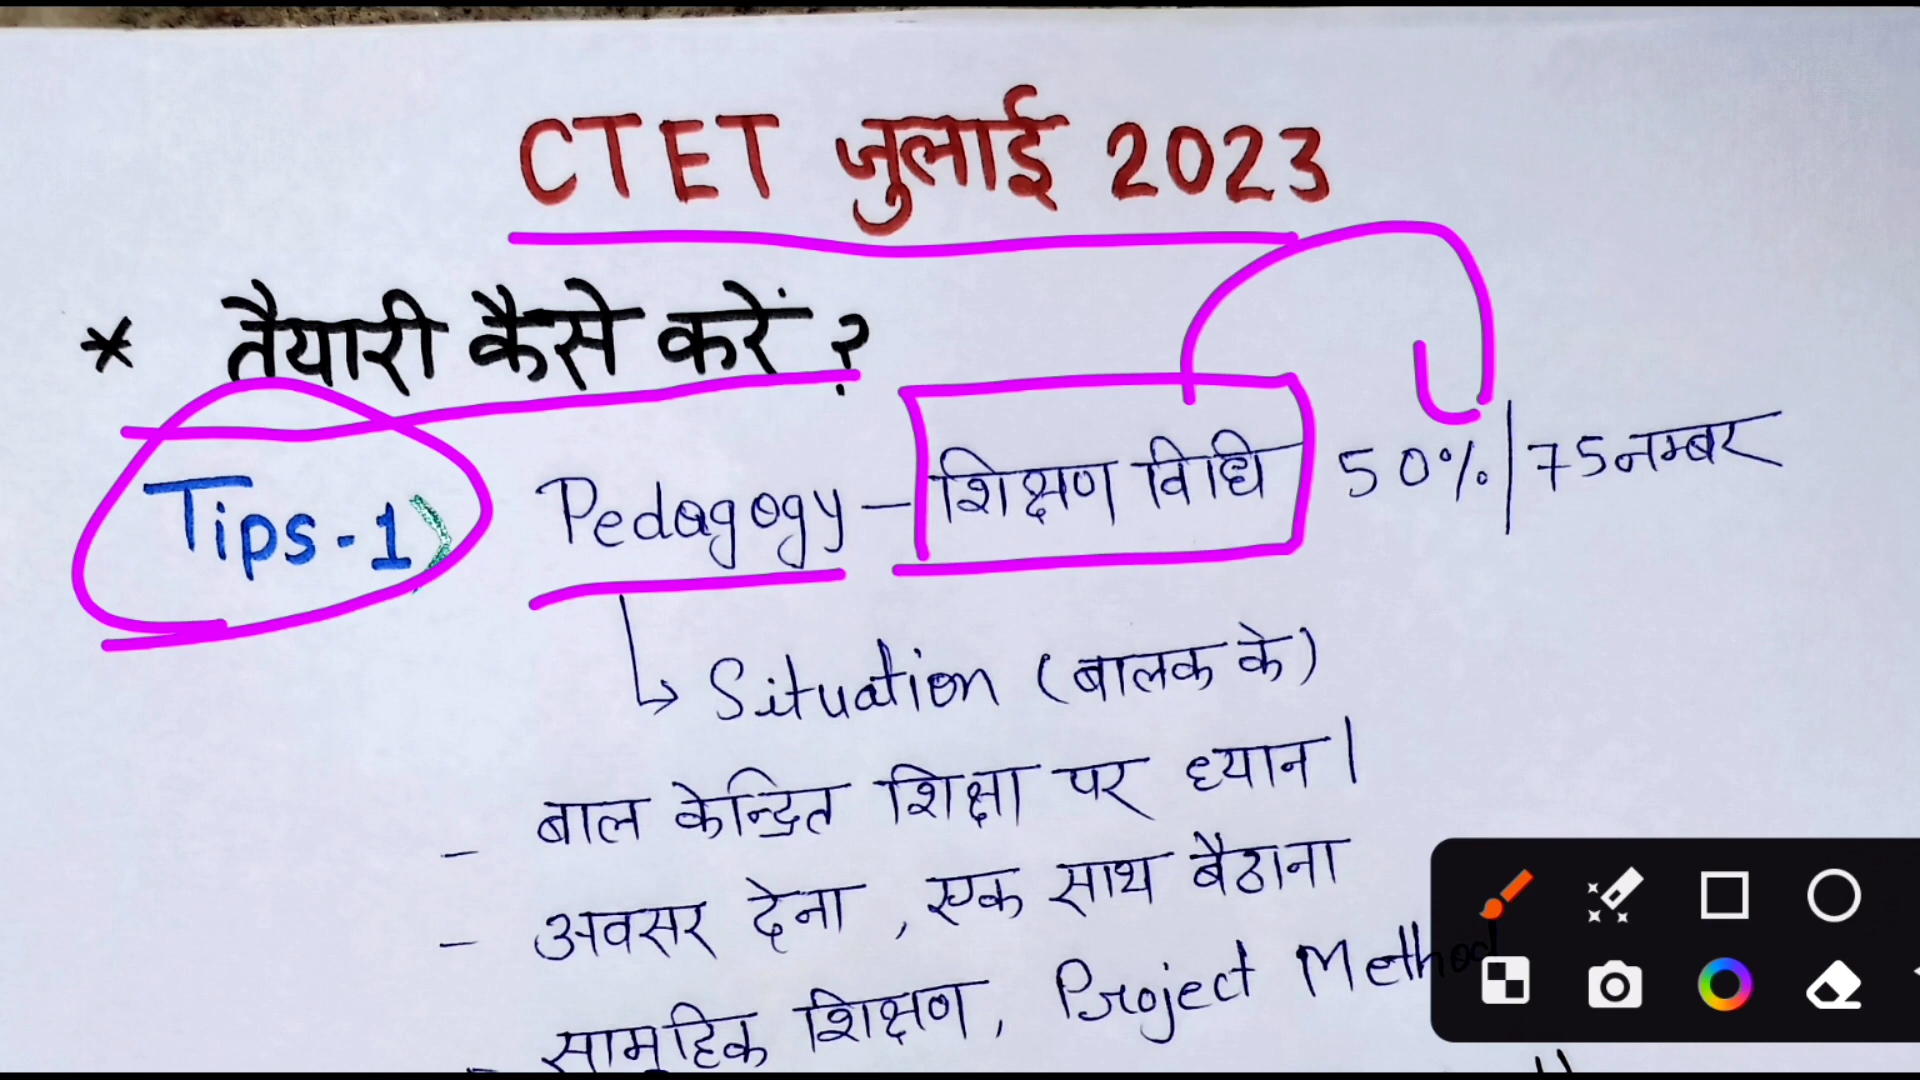 CTET जुलाई 2023
* तैयारी कैसे करें ?
Tips-1) Pedagogy - शिक्षण विधि 50% | 75 नम्बर
↳ Situation (बालक के)
- बाल केन्द्रित शिक्षा पर ध्यान।
- अवसर देना, एक साथ बैठाना
- सामूहिक शिक्षण, Project Method